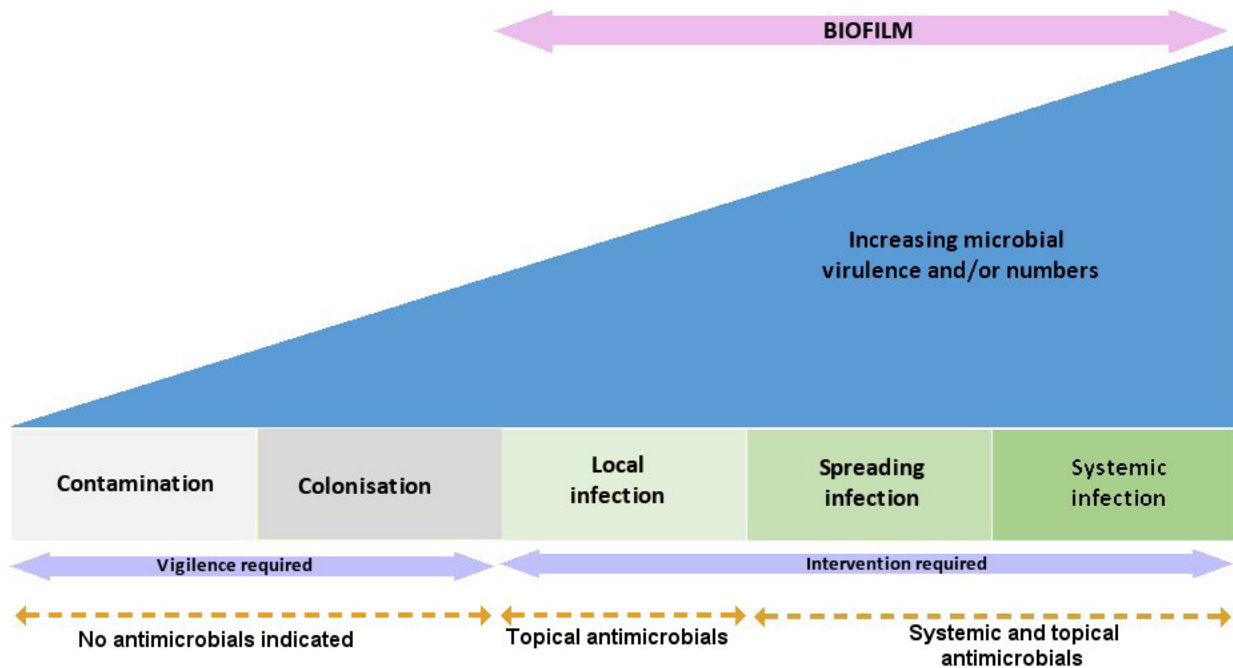 BIOFILM
Increasing microbial
virulence and/or numbers
Contamination
Colonisation
Local
infection
Spreading
infection
Systemic
infection
Vigilence required
Intervention required
No antimicrobials indicated
Topical antimicrobials
Systemic and topical
antimicrobials